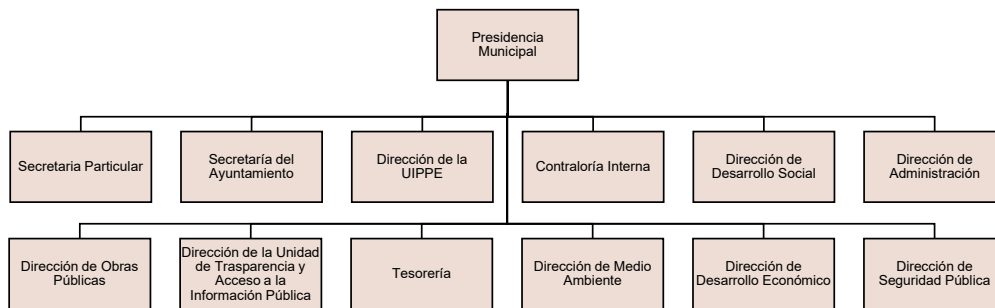 Presidencia
Municipal
Secretaria Particular
Secretaría del
Ayuntamiento
Dirección de la
UIPPE
Contraloría Interna
Dirección de
Desarrollo Social
Dirección de
Administración
Dirección de Obras
Públicas
Dirección de la Unidad
de Trasparencia y
Acceso a la
Información Pública
Tesorería
Dirección de Medio
Ambiente
Dirección de
Desarrollo Económico
Dirección de
Seguridad Pública